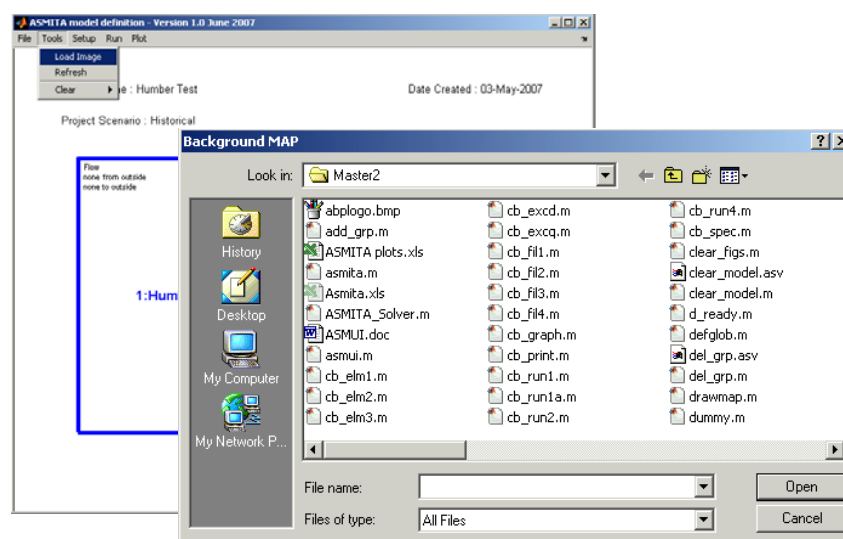 ASMITA model definition - Version 1.0 June 2007
File Tools Setup Run Plot
Load Image
Refresh
Clear
e : Humber Test
Date Created : 03-May-2007
Project Scenario : Historical
Flow
none from outside
none to outside
1:Hum
Background MAP
Look in: Master2
History
Desktop
My Computer
My Network P...
abplogo.bmp
add_grp.m
ASMITA plots.xls
asmita.m
Asmita.xls
ASMITA_Solver.m
ASMUI.doc
asmui.m
cb_elm1.m
cb_elm2.m
cb_elm3.m
cb_excd.m
cb_excq.m
cb_fil1.m
cb_fil2.m
cb_fil3.m
cb_fil4.m
cb_graph.m
cb_print.m
cb_run1.m
cb_run1a.m
cb_run2.m
cb_run4.m
cb_spec.m
clear_figs.m
clear_model.asv
clear_model.m
d_ready.m
defglob.m
del_grp.asv
del_grp.m
drawmap.m
dummy.m
File name:
Open
Files of type: All Files
Cancel